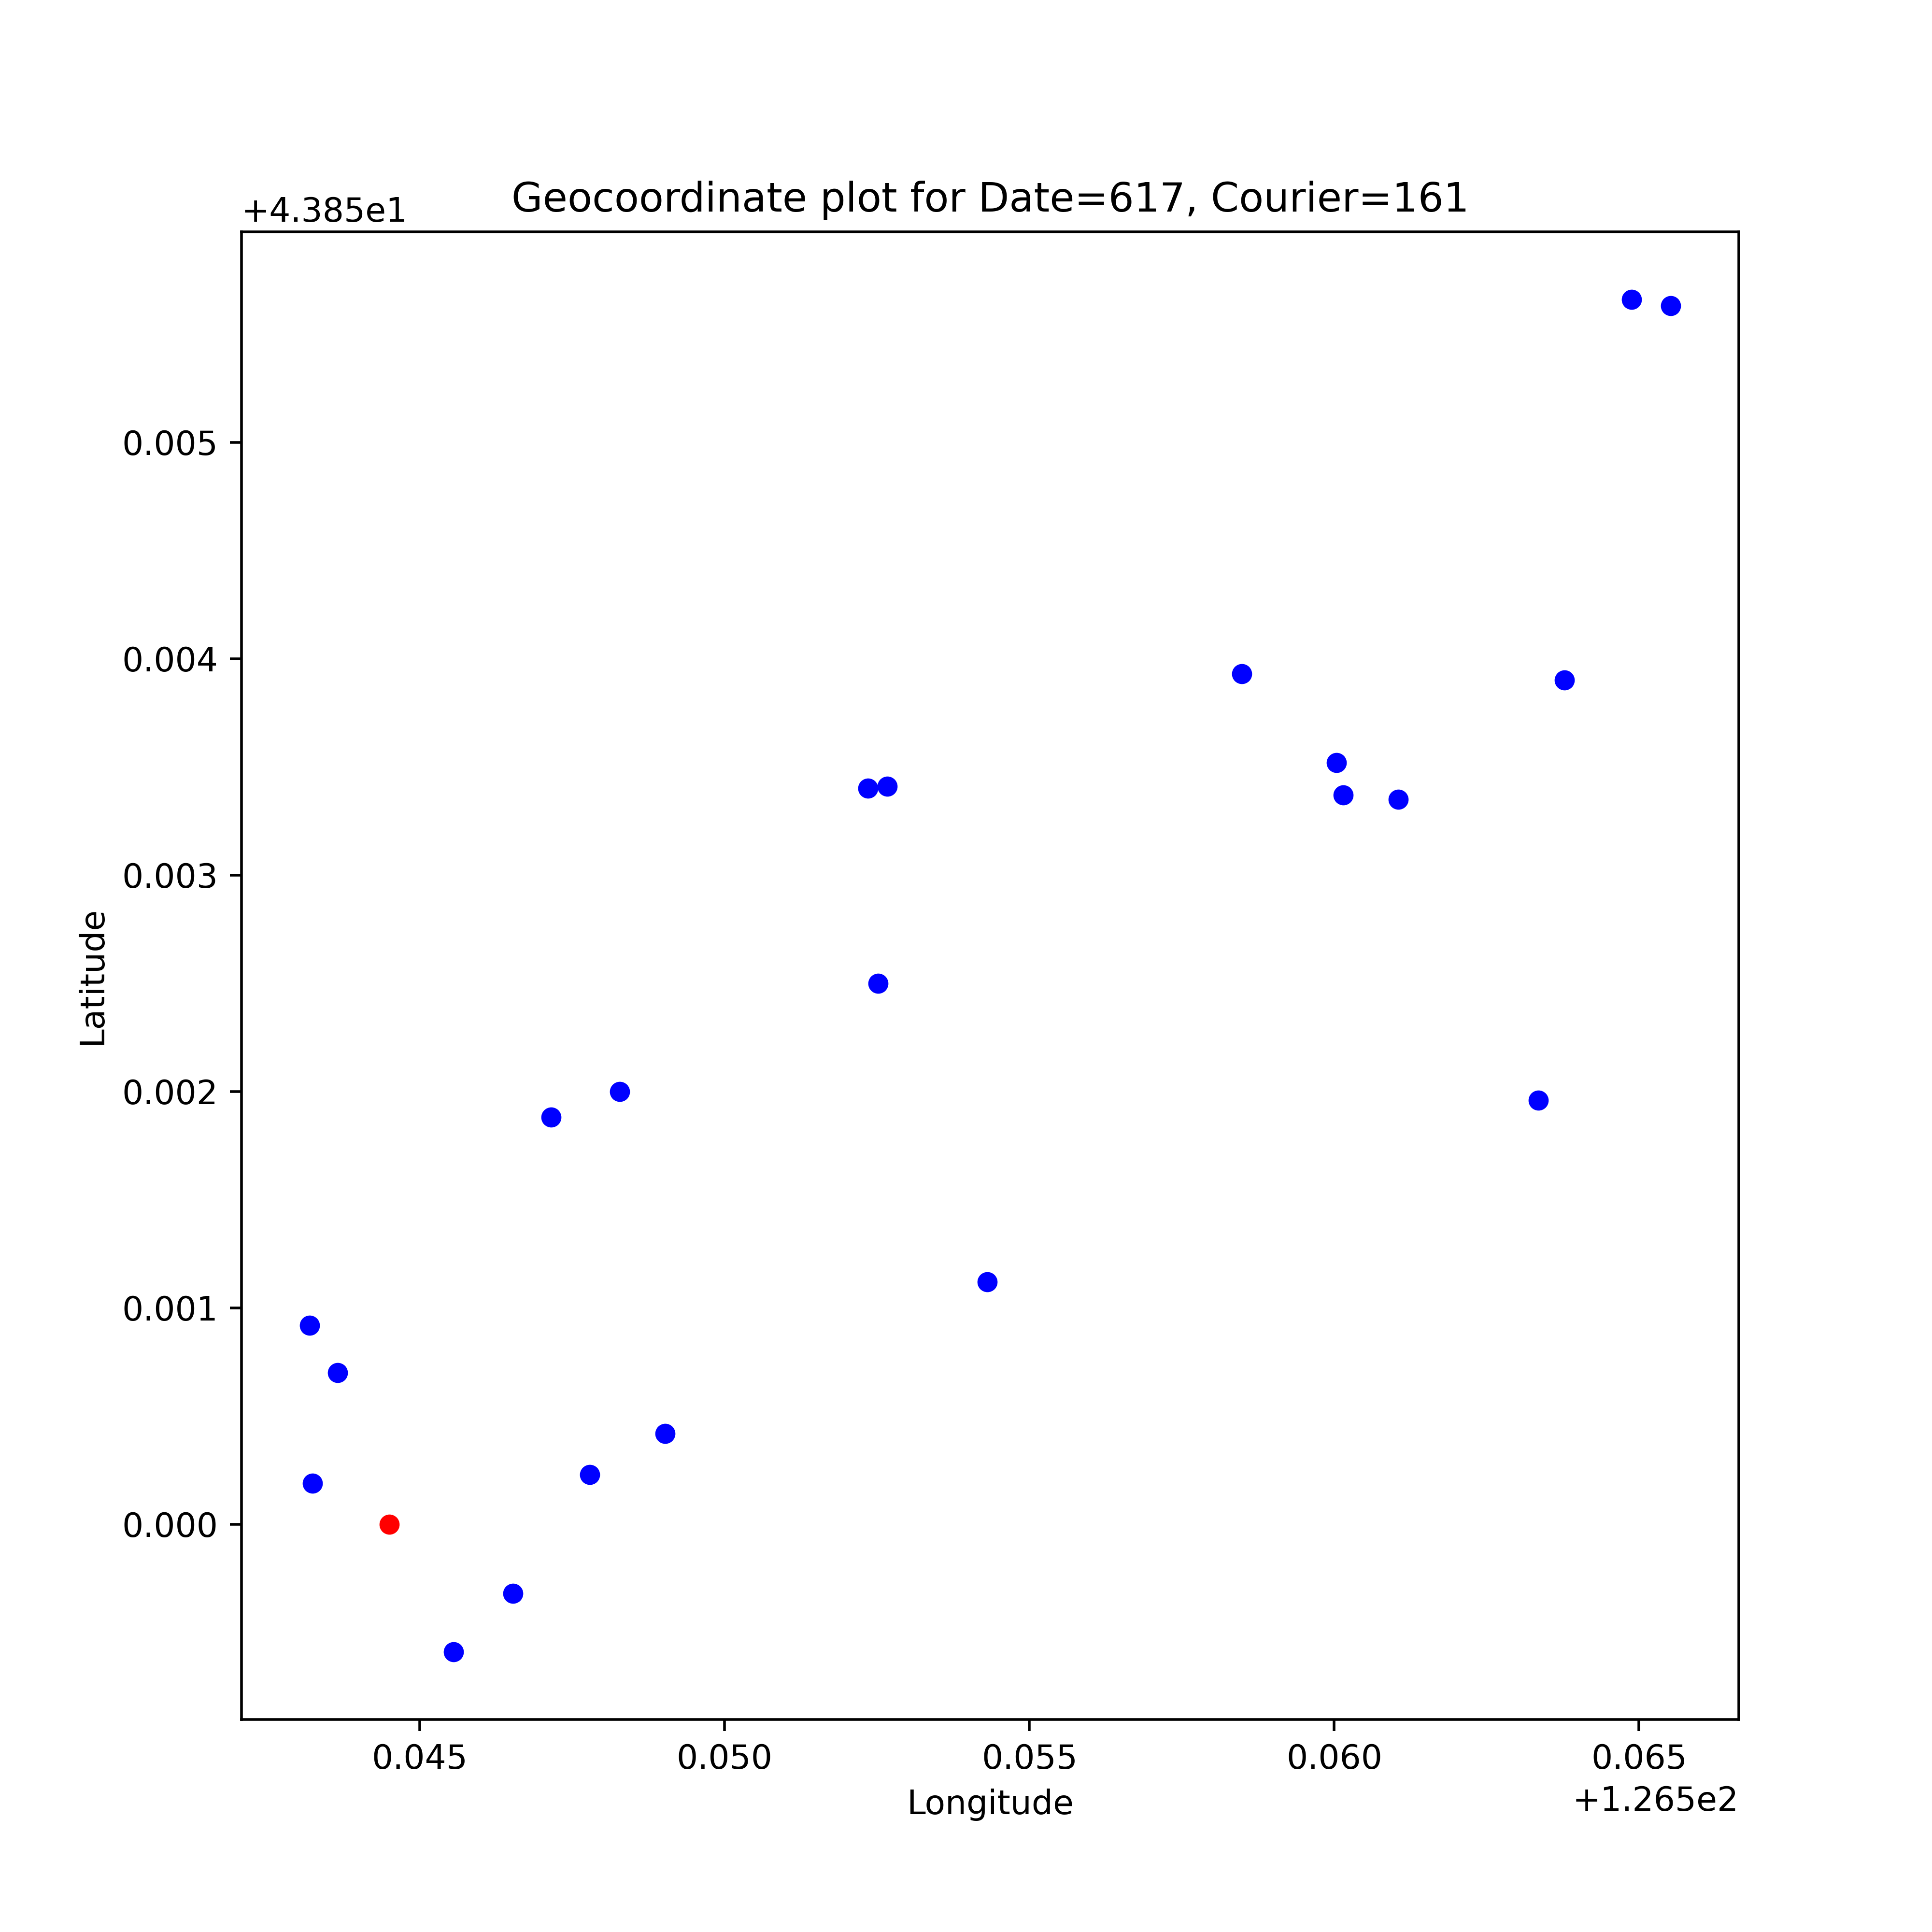 Geocoordinate plot for Date=617, Courier=161
+4.385e1
0.005
0.004
0.003
0.002
0.001
0.000
Latitude
0.045 0.050 0.055 0.060 0.065
Longitude
+1.265e2